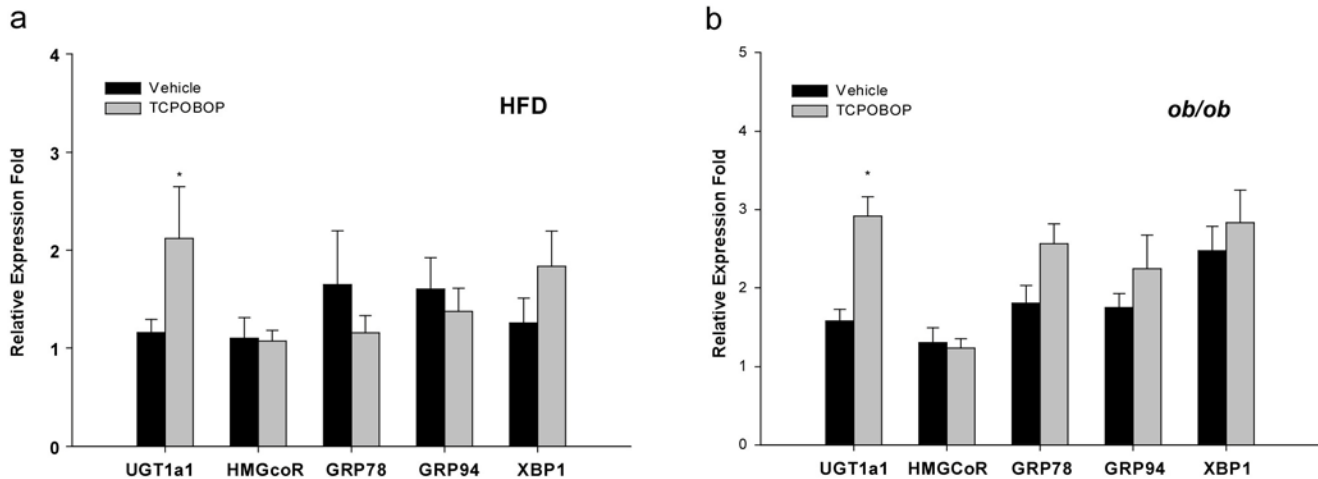 a
4
3
2
1
0
Relative Expression Fold
Vehicle
TCPOBOP
HFD
*
UGT1a1 HMGcoR GRP78 GRP94 XBP1
b
5
4
3
2
1
0
Relative Expression Fold
Vehicle
TCPOBOP
ob/ob
*
UGT1a1 HMGCoR GRP78 GRP94 XBP1